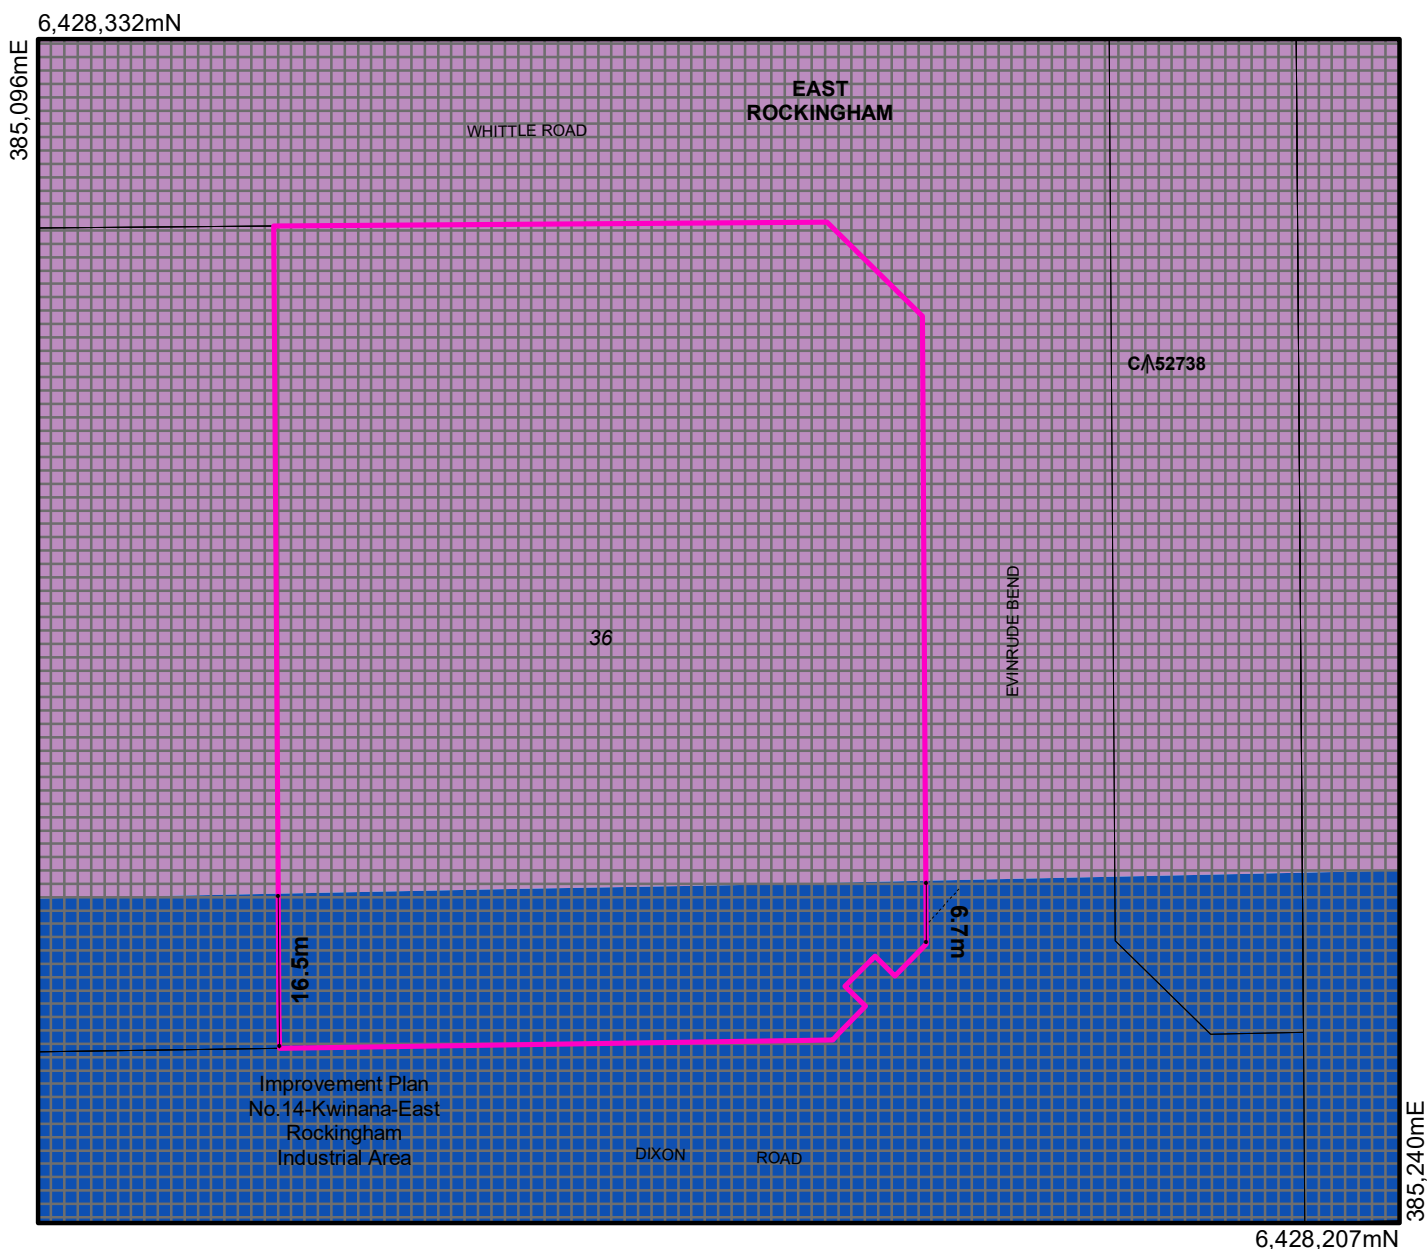 6,428,332mN
385,096mE
EAST
ROCKINGHAM
WHITTLE ROAD
C/\52738
36
EVINRUDE BEND
16.5m
6.7m
Improvement Plan
No.14-Kwinana-East
Rockingham
Industrial Area
DIXON ROAD
385,240mE
6,428,207mN